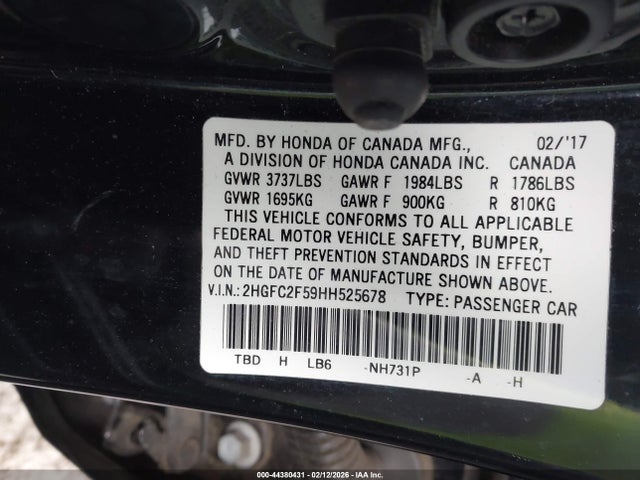 MFD. BY HONDA OF CANADA MFG., 02/'17
A DIVISION OF HONDA CANADA INC. CANADA
GVWR 3737LBS GAWR F 1984LBS R 1786LBS
GVWR 1695KG GAWR F 900KG R 810KG
THIS VEHICLE CONFORMS TO ALL APPLICABLE
FEDERAL MOTOR VEHICLE SAFETY, BUMPER,
AND THEFT PREVENTION STANDARDS IN EFFECT
ON THE DATE OF MANUFACTURE SHOWN ABOVE.
V.I.N.: 2HGFC2F59HH525678 TYPE: PASSENGER CAR
TBD H LB6 -NH731P -A -H
000-44380431 - 02/12/2026 - IAA Inc.